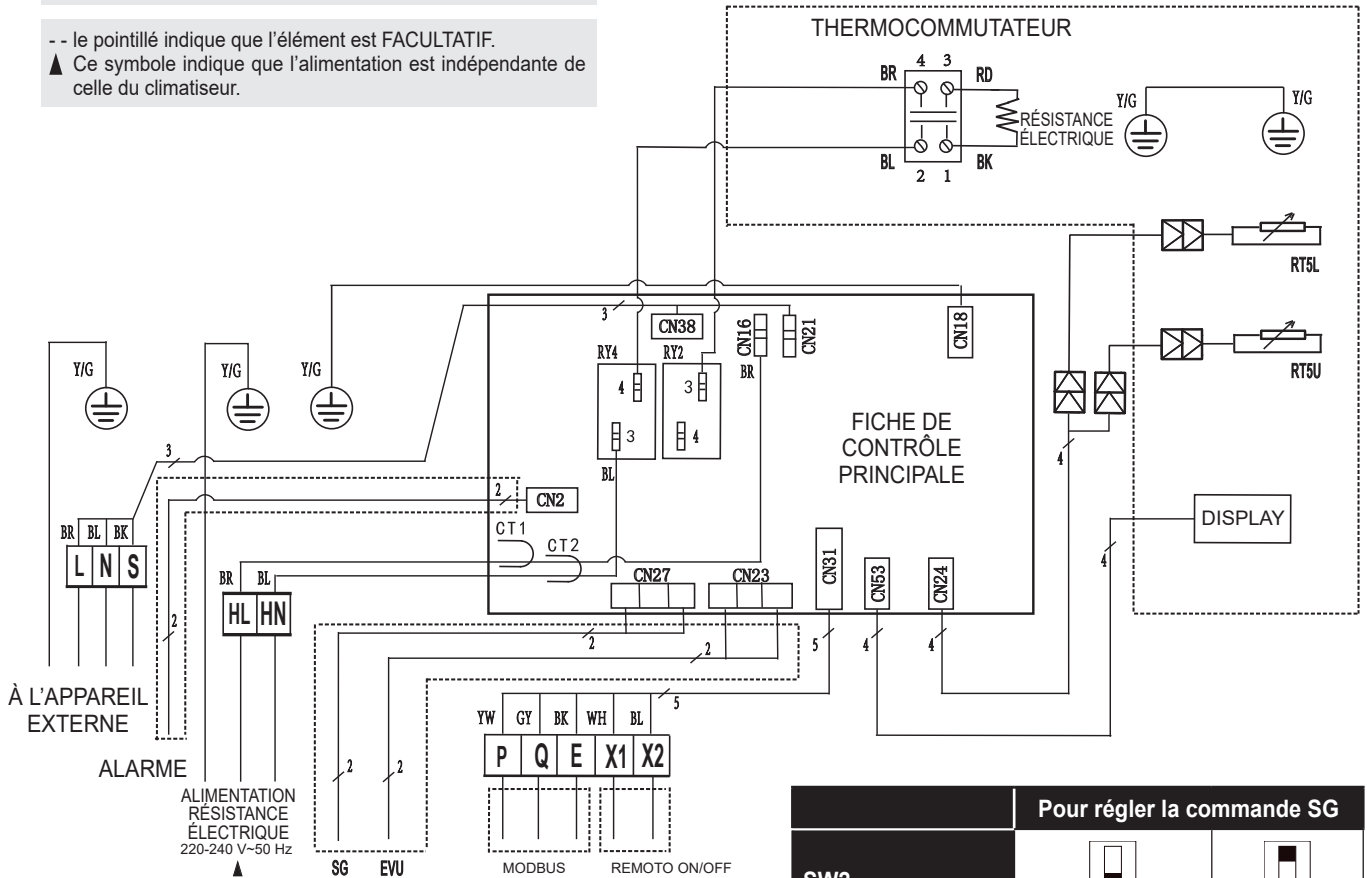 - - le pointillé indique que l'élément est FACULTATIF.
▲ Ce symbole indique que l'alimentation est indépendante de
celle du climatiseur.
THERMOCOMMUTATEUR
4 3
BR
RD
RÉSISTANCE
ÉLECTRIQUE
BL
BK
2 1
Y/G
Y/G
RT5L
RT5U
DISPLAY
4
4
Y/G
Y/G
Y/G
3
3
CN38
CN16
CN21
CN18
RY4
RY2
BR
4
3
3
4
BL
FICHE DE
CONTRÔLE
PRINCIPALE
2
CN2
CT1
CT2
CN27
CN23
CN31
CN53
CN24
BR BL BK
L N S
BR BL
HL HN
2
2
2
5
4
4
5
À L'APPAREIL
EXTERNE
ALARME
ALIMENTATION
RÉSISTANCE
ÉLECTRIQUE
220-240 V~50 Hz
▲
2
2
SG
EVU
YW GY BK WH BL
P Q E X1 X2
MODBUS
REMOTO ON/OFF
Pour régler la commande SG